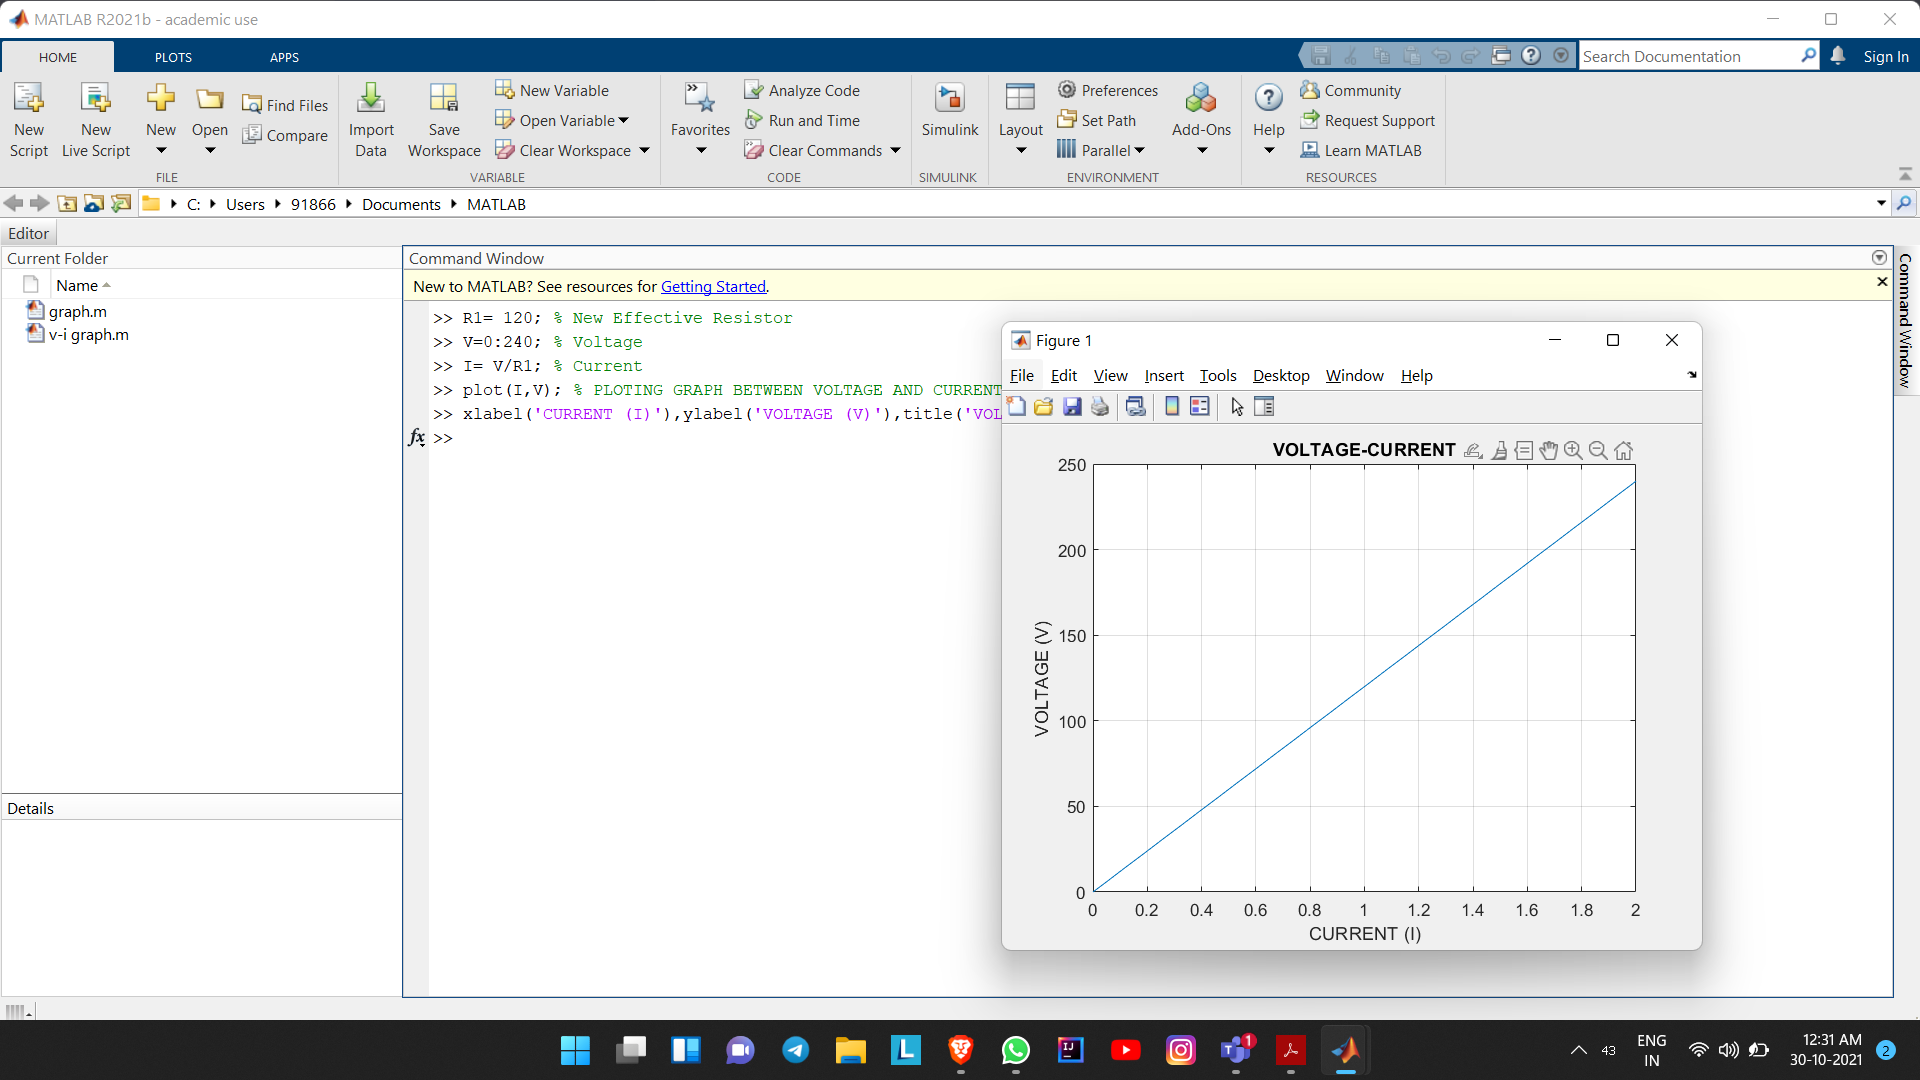 MATLAB R2021b - academic use
HOME PLOTS APPS
Search Documentation
Sign In
New Script
New Live Script
New
Open
Find Files
Compare
FILE
Import Data
Save Workspace
New Variable
Open Variable
Clear Workspace
VARIABLE
Favorites
Analyze Code
Run and Time
Clear Commands
CODE
Simulink
SIMULINK
Layout
Preferences
Set Path
Parallel
Add-Ons
ENVIRONMENT
Help
Community
Request Support
Learn MATLAB
RESOURCES
C: Users 91866 Documents MATLAB
Editor
Current Folder
Name
graph.m
v-i graph.m
Details
Command Window
New to MATLAB? See resources for Getting Started.
>> R1= 120; % New Effective Resistor
>> V=0:240; % Voltage
>> I= V/R1; % Current
>> plot(I,V); % PLOTING GRAPH BETWEEN VOLTAGE AND CURRENT
>> xlabel('CURRENT (I)'),ylabel('VOLTAGE (V)'),title('VOL
fx >>
Command Window
Figure 1
File Edit View Insert Tools Desktop Window Help
VOLTAGE-CURRENT
250
200
150
100
50
0
VOLTAGE (V)
0 0.2 0.4 0.6 0.8 1 1.2 1.4 1.6 1.8 2
CURRENT (I)
L
IJ
T
1
43
ENG
IN
12:31 AM
30-10-2021
2